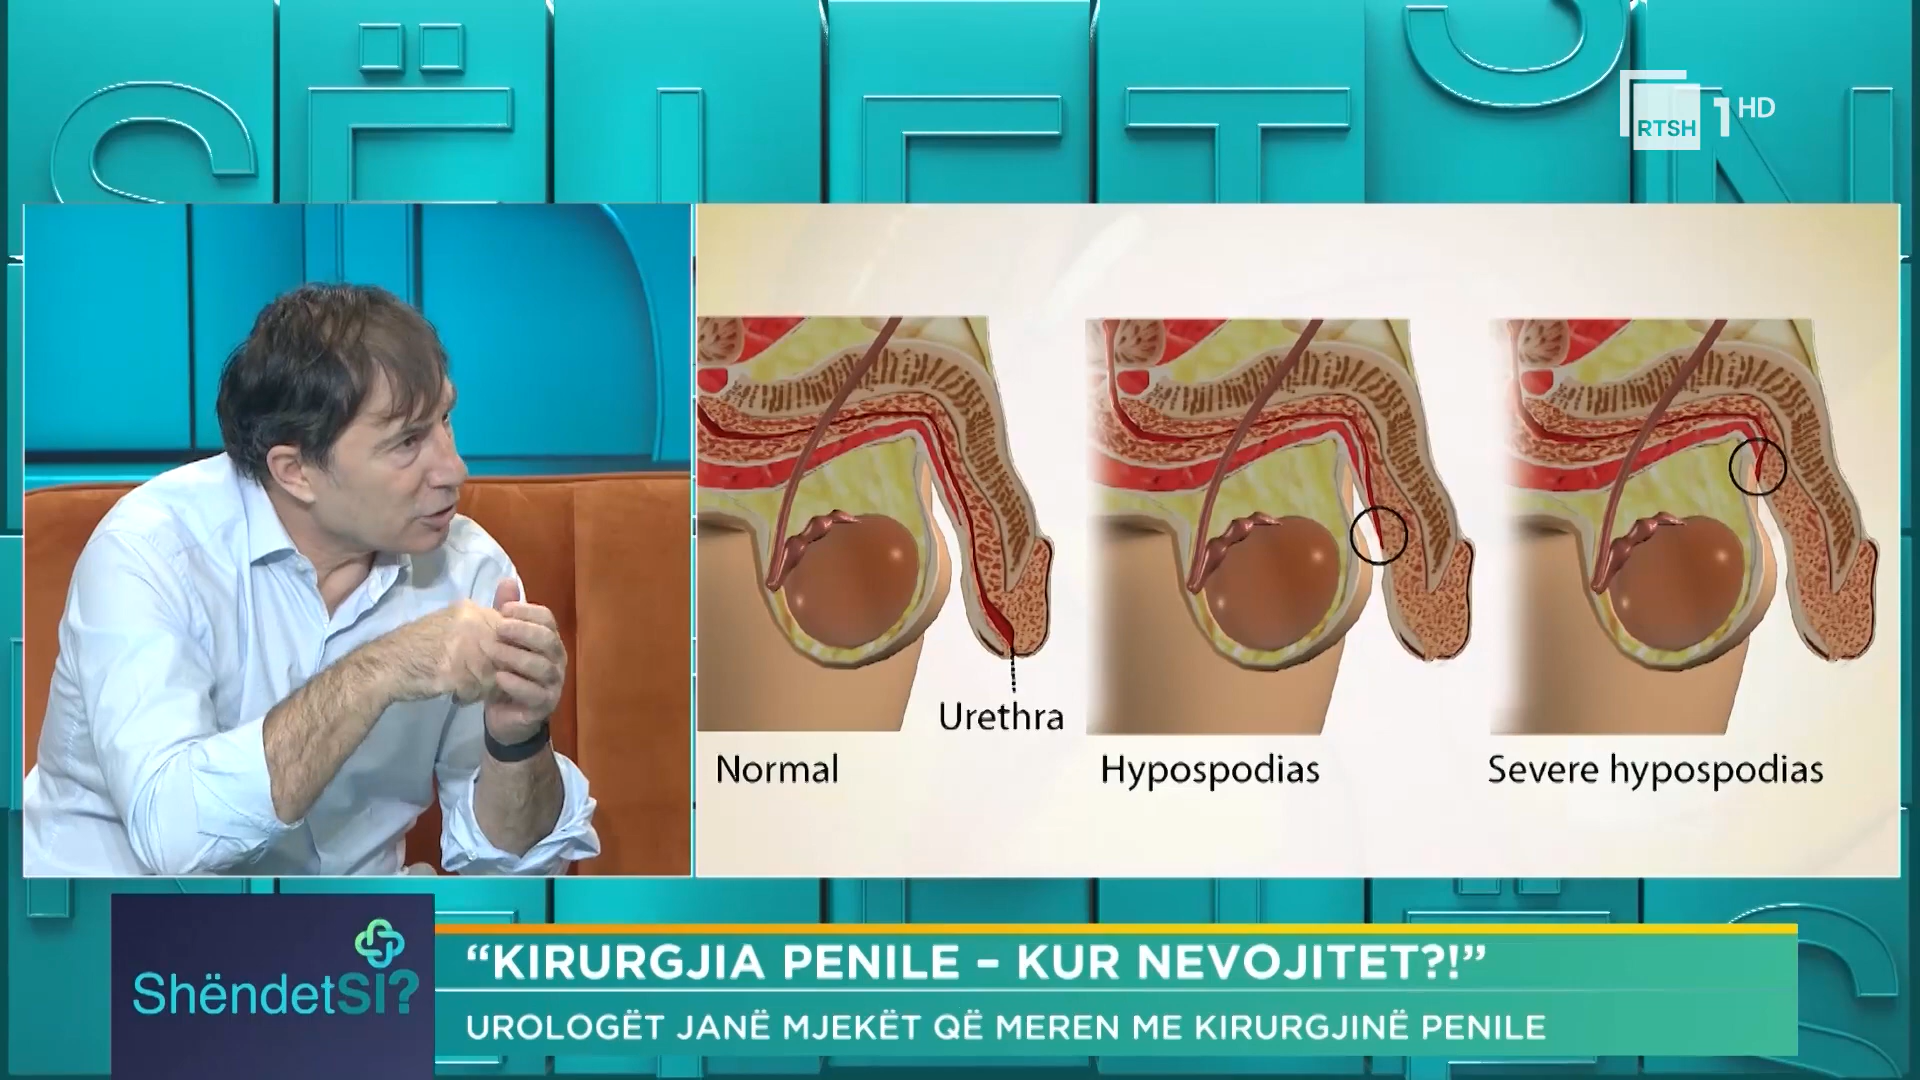 RTSH 1 HD
Urethra
Normal
Hypospodias
Severe hypospodias
ShëndetSI?
“KIRURGJIA PENILE – KUR NEVOJITET?!”
UROLOGËT JANË MJEKËT QË MEREN ME KIRURGJINË PENILE